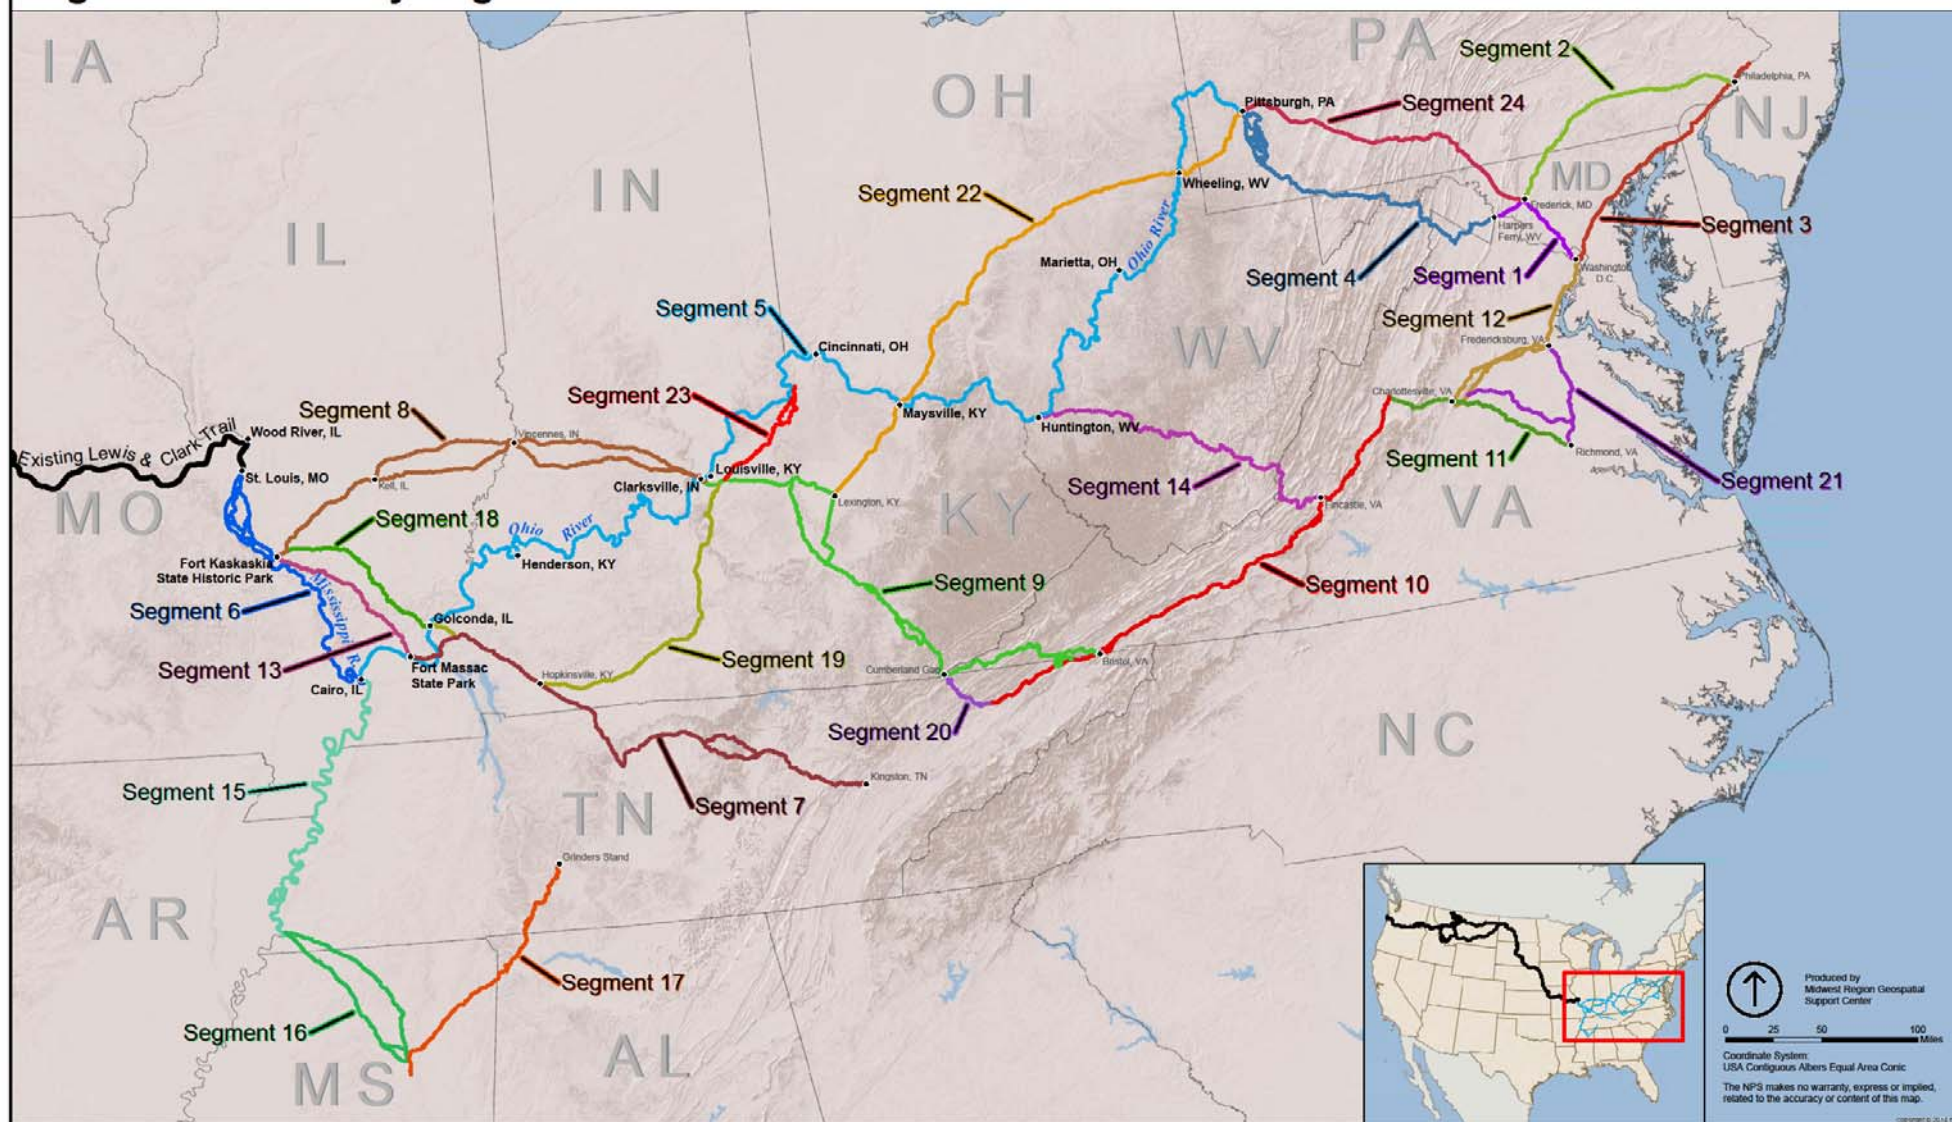 IA
PA
Segment 2
Philadelphia, PA
OH
Pittsburgh, PA
Segment 24
NJ
IN
Segment 22
Wheeling, WV
MD
Frederick, MD
IL
Ohio River
Harpers
Ferry, WV
Segment 3
Marietta, OH
Segment 4
Segment 1
Washington
D.C.
Segment 5
Segment 12
Cincinnati, OH
WV
Fredericksburg, VA
Segment 23
Charlottesville, VA
Segment 8
Maysville, KY
Existing Lewis & Clark Trail
Wood River, IL
Vincennes, IN
Huntington, WV
Segment 11
Richmond, VA
St. Louis, MO
Kell, IL
Louisville, KY
Clarksville, IN
Segment 14
Segment 21
MO
Lexington, KY
KY
Fincastle, VA
VA
Segment 18
Ohio River
Fort Kaskaskia
State Historic Park
Henderson, KY
Segment 9
Segment 10
Segment 6
Mississippi R.
Golconda, IL
Segment 13
Fort Massac
State Park
Segment 19
Cumberland Gap
Bristol, VA
Cairo, IL
Hopkinsville, KY
Segment 20
NC
Segment 15
Kingston, TN
Segment 7
TN
Grinders Stand
AR
Segment 17
Segment 16
MS
AL
Produced by
Midwest Region Geospatial
Support Center
0 25 50 100
Miles
Coordinate System:
USA Contiguous Albers Equal Area Conic
The NPS makes no warranty, express or implied,
related to the accuracy or content of this map.